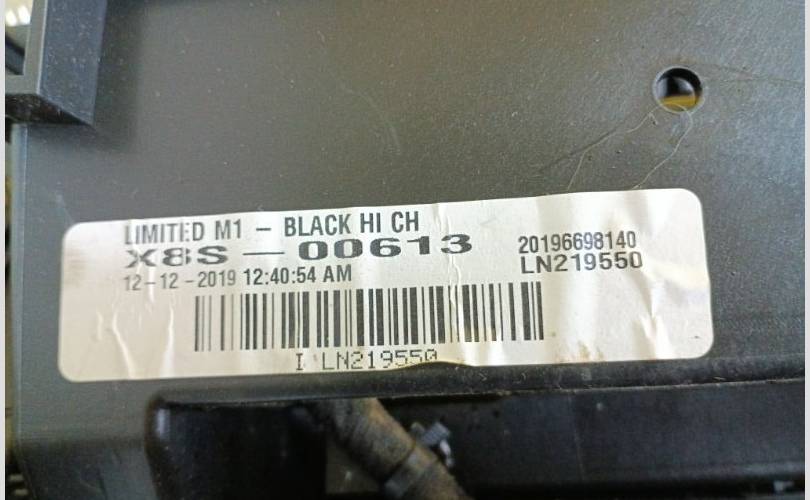 LIMITED M1 - BLACK HI CH
X8S - 00613
20196698140
12-12-2019 12:40:54 AM
LN219550
I LN219550